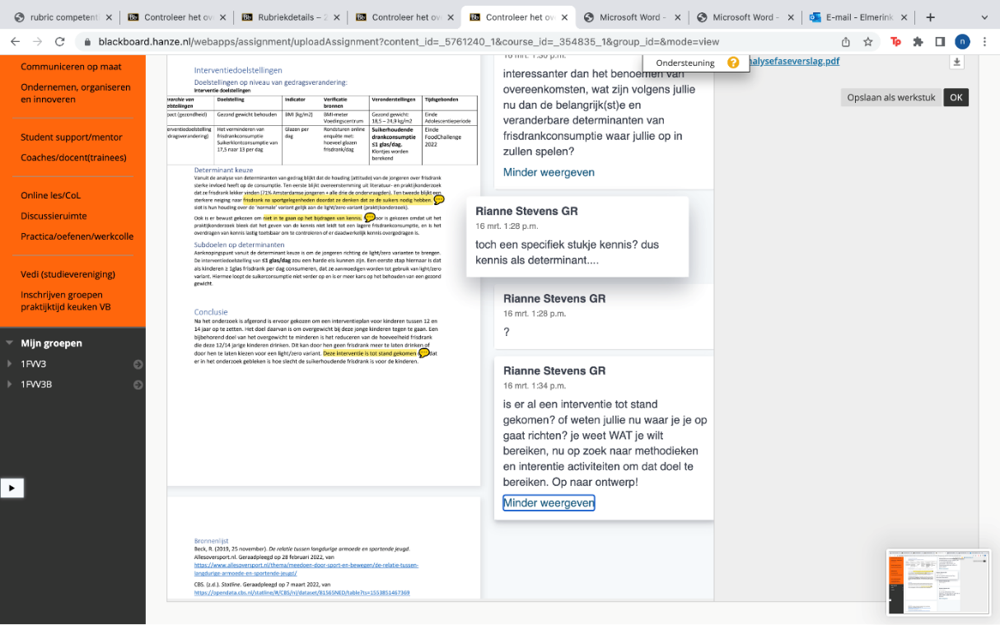 Controleer het ov
Rubriekdetails – 2
Controleer het ov
Controleer het ov
Microsoft Word -
Microsoft Word -
E-mail - Elmerink
blackboard.hanze.nl/webapps/assignment/uploadAssignment?content_id=_5761240_1&course_id=_354835_1&group_id=&mode=view
Communiceren op maat
Ondernemen, organiseren
en innoveren
Student support/mentor
Coaches/docent(trainees)
Online les/CoL
Discussieruimte
Practica/oefenen/werkcolle
Vedi (studievereniging)
Inschrijven groepen
praktijktijd keuken VB
Mijn groepen
1FVV3
1FVV3B
Interventiedoelstellingen
Doelstellingen op niveau van gedragsverandering:
Interventie doelstellingen
Doelstelling
Indicator
Verificatie
bronnen
Veronderstellingen
Tijdsgebonden
(gezondheid)
Gezond gewicht behouden
BMI (kg/m2)
BMI-meter
Voedingscentrum
Gezond gewicht:
18,5 – 24,9 kg/m2
Einde
Adolescentieperiode
Het verminderen van
frisdrankconsumptie
Suikerklontconsumptie van
17,5 naar 13 per dag
Glazen per
dag
Rondsturen online
enquête met:
hoeveel glazen
frisdrank/dag
Suikerhoudende
drankconsumptie
≤1 glas/dag.
Klontjes worden
berekend
Einde
FoodChallenge
2022
Determinant keuze
Vanuit de analyse van determinanten van gedrag blijkt dat de houding (attitude) van de jongeren over frisdrank
sterke invloed heeft op de consumptie. Ten eerste blijkt overeenstemming uit literatuur- en praktijkonderzoek
dat ze frisdrank lekker vinden (71% Amsterdamse jongeren + alle drie de ondervraagden). Ten tweede blijkt een
sterkere neiging naar frisdrank na sportgelegenheden doordat ze denken dat ze de suikers nodig hebben.
slot is hun houding over de 'normale' variant gelijk aan de light/zero variant (praktijkonderzoek).
Ook is er bewust gekozen om niet in te gaan op het bijdragen van kennis. oor is gekozen omdat uit het
praktijkonderzoek bleek dat het geven van de kennis niet leidt tot een lagere frisdrankconsumptie, en is het
overdragen van kennis lastig toetsbaar om te controleren of er daadwerkelijk kennis overgedragen is.
Subdoelen op determinanten
Aanknopingspunt vanuit de determinant keuze is om de jongeren richting de light/zero varianten te brengen.
De interventiedoelstelling van ≤1 glas/dag zou een harde eis kunnen zijn. Een eerste stap hiernaar is dat
als kinderen ≥ 1glas frisdrank per dag consumeren, dat ze aanmoedigen worden tot gebruik van light/zero
variant. Hiermee loopt de suikerconsumptie niet verder op en is er meer kans op het behouden van een gezond
gewicht.
Conclusie
Na het onderzoek is afgerond is ervoor gekozen om een interventieplan voor kinderen tussen 12 en
14 jaar op te zetten. Het doel daarvan is om overgewicht bij deze jonge kinderen tegen te gaan. Een
bijbehorend doel van het overgewicht te minderen is het reduceren van de hoeveelheid frisdrank
die deze 12/14 jarige kinderen drinken. Dit kan door hen geen frisdrank meer te laten drinken of
door hen te laten kiezen voor een light/zero variant. Deze interventie is tot stand gekomen dat
er in het onderzoek gebleken is hoe slecht de suikerhoudende frisdrank is voor de kinderen.
Bronnenlijst
Beck, R. (2019, 25 november). De relatie tussen langdurige armoede en sportende jeugd.
Allesoversport.nl. Geraadpleegd op 28 februari 2022, van
https://www.allesoversport.nl/thema/meedoen-door-sport-en-bewegen/de-relatie-tussen-
langdurige-armoede-en-sportende-jeugd/
CBS. (z.d.). Statline. Geraadpleegd op 7 maart 2022, van
https://opendata.cbs.nl/statline/#/CBS/nl/dataset/81565NED/table?ts=1553851467369
16 mrt. 1:30 p.m.
interessanter dan het benoemen van
overeenkomsten, wat zijn volgens jullie
nu dan de belangrijk(st)e en
veranderbare determinanten van
frisdrankconsumptie waar jullie op in
zullen spelen?
Minder weergeven
Rianne Stevens GR
16 mrt. 1:28 p.m.
toch een specifiek stukje kennis? dus
kennis als determinant....
Rianne Stevens GR
16 mrt. 1:28 p.m.
?
Rianne Stevens GR
16 mrt. 1:34 p.m.
is er al een interventie tot stand
gekomen? of weten jullie nu waar je je op
gaat richten? je weet WAT je wilt
bereiken, nu op zoek naar methodieken
en interentie activiteiten om dat doel te
bereiken. Op naar ontwerp!
Minder weergeven
Ondersteuning
nalysefaseverslag.pdf
Opslaan als werkstuk
OK